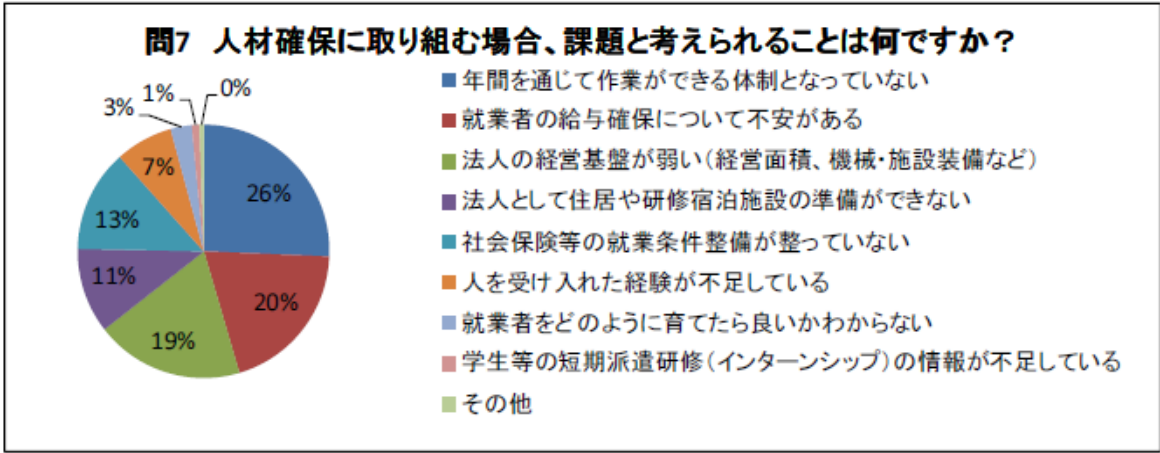 問7 人材確保に取り組む場合、課題と考えられることは何ですか？
0%
1%
3%
7%
26%
13%
11%
20%
19%
年間を通じて作業ができる体制となっていない
就業者の給与確保について不安がある
法人の経営基盤が弱い（経営面積、機械・施設装備など）
法人として住居や研修宿泊施設の準備ができない
社会保険等の就業条件整備が整っていない
人を受け入れた経験が不足している
就業者をどのように育てたら良いかわからない
学生等の短期派遣研修（インターンシップ）の情報が不足している
その他